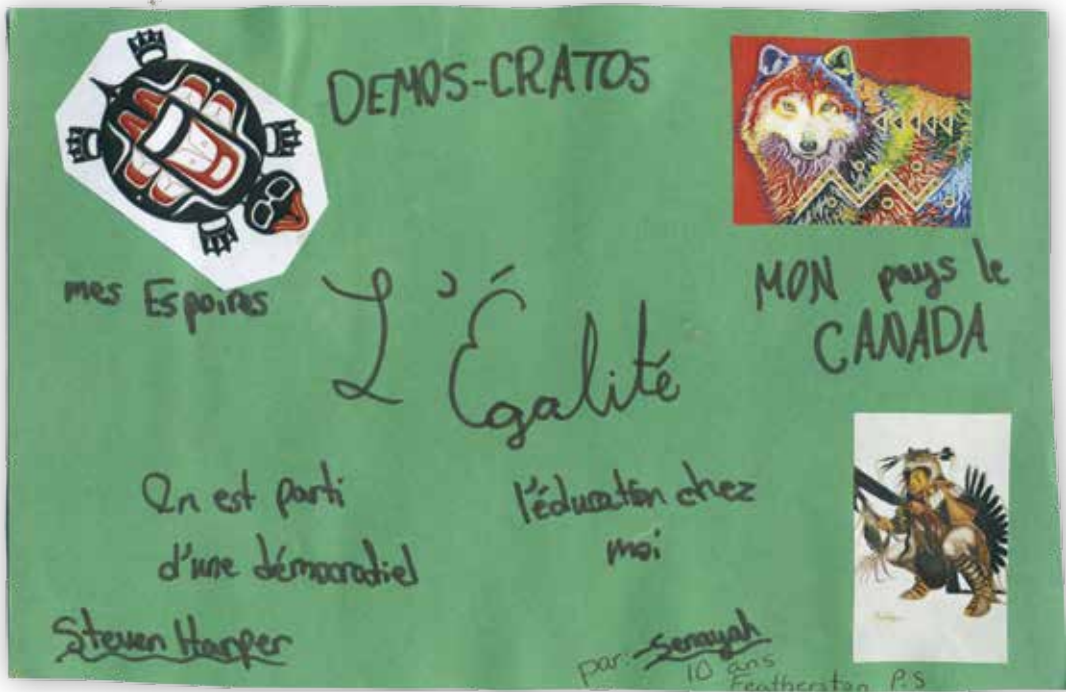 DEMOS-CRATOS
mes Espoires
MON pays le
CANADA
L'Égalité
On est parti
d'une démocratie!
l'éducation chez
moi
Steven Harper
par: Senayah
10 ans
Featherston P.S